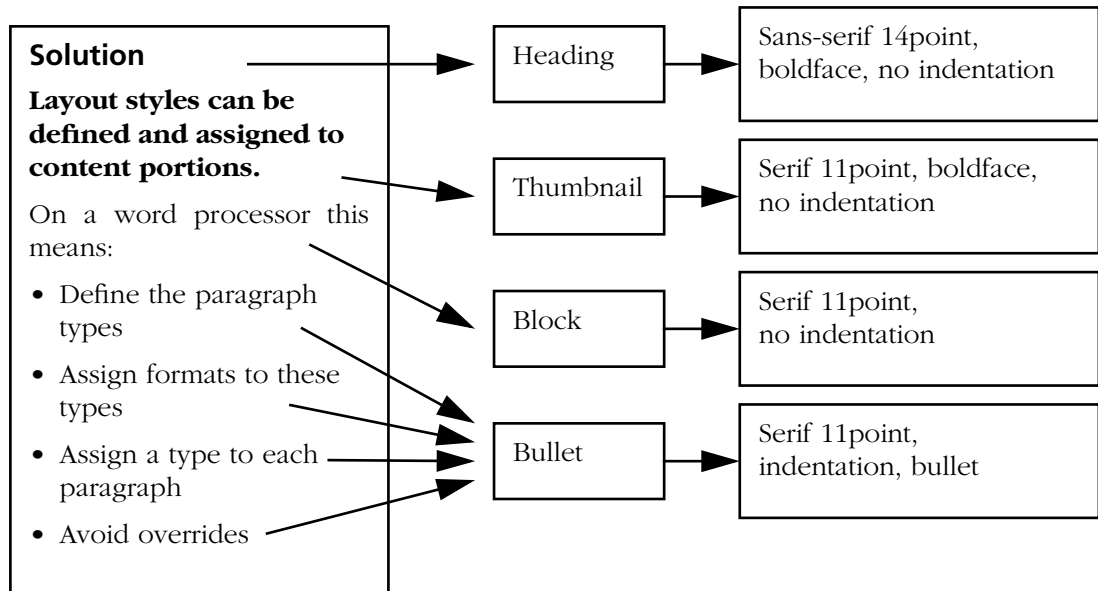 Solution
Layout styles can be
defined and assigned to
content portions.
On a word processor this
means:
• Define the paragraph
types
• Assign formats to these
types
• Assign a type to each
paragraph
• Avoid overrides
Heading
Thumbnail
Block
Bullet
Sans-serif 14point,
boldface, no indentation
Serif 11point, boldface,
no indentation
Serif 11point,
no indentation
Serif 11point,
indentation, bullet